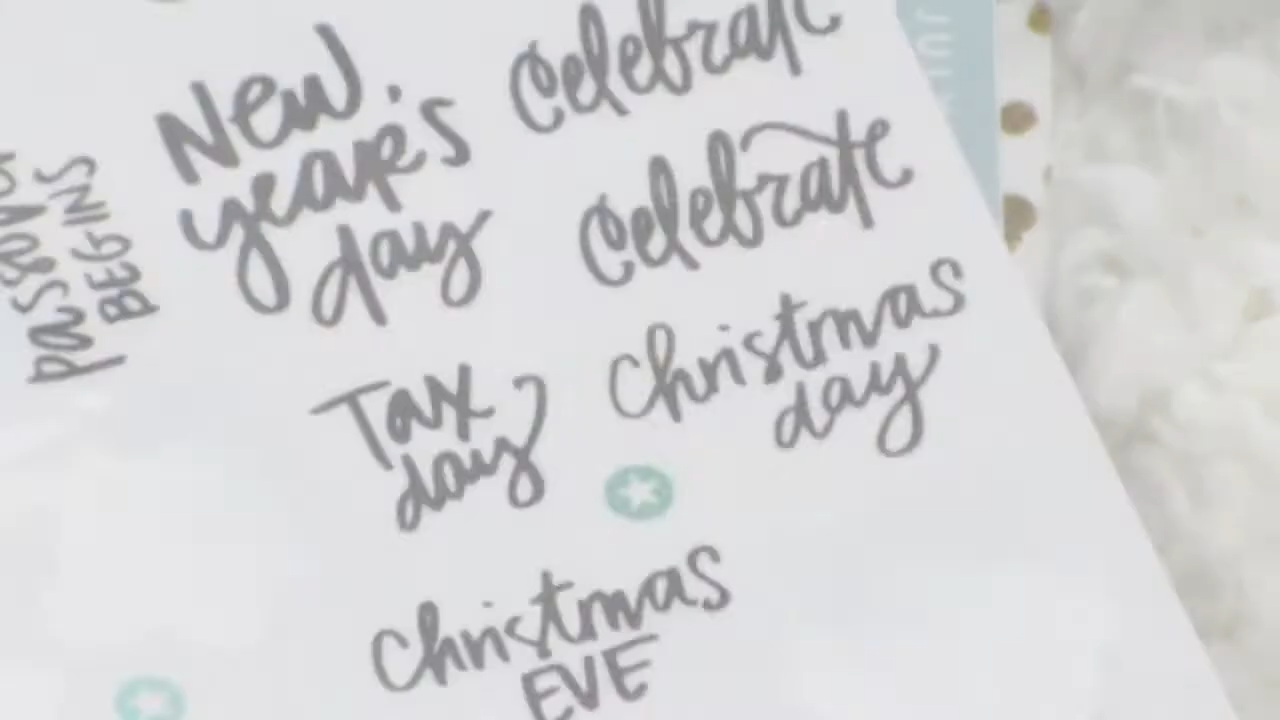 New
year's
day
celebrate
celebrate
PASSOVER
BEGINS
Tax
day
christmas
day
christmas
EVE